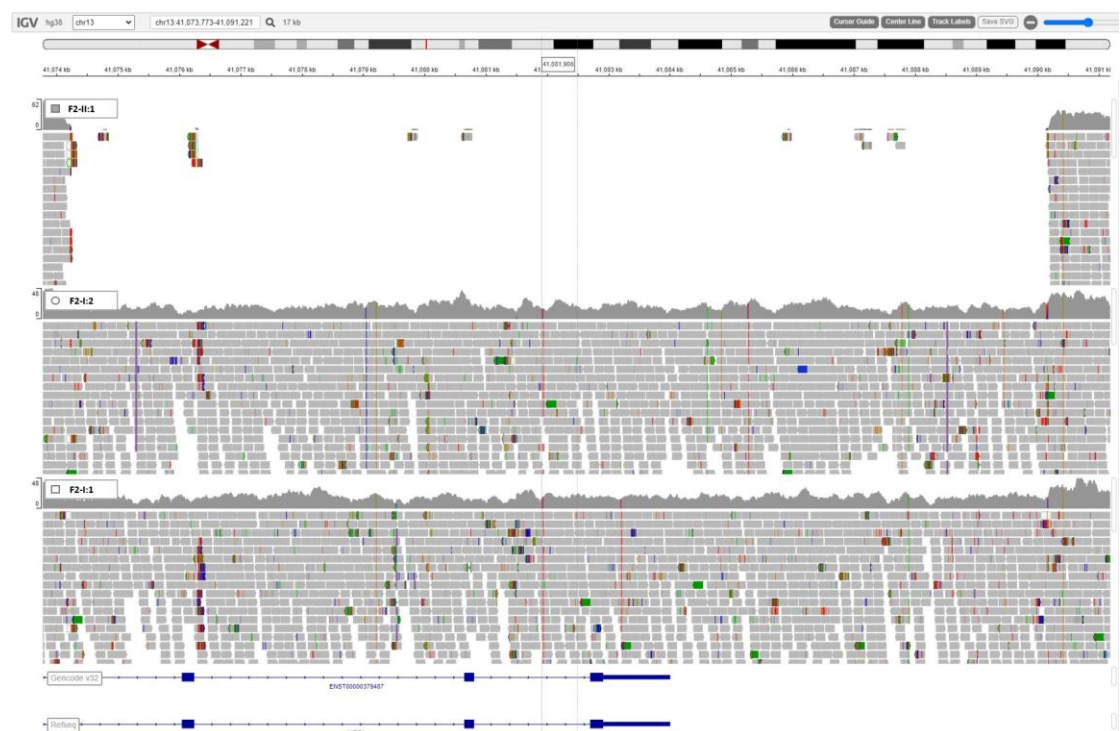 IGV hg38 chr13 chr13:41,073,773-41,091,221 17 kb Cursor Guide Center Line Track Labels Save SVG
41,074 kb 41,075 kb 41,076 kb 41,077 kb 41,078 kb 41,079 kb 41,080 kb 41,081 kb 41,081,906 41,083 kb 41,084 kb 41,085 kb 41,086 kb 41,087 kb 41,088 kb 41,089 kb 41,090 kb 41,091 k
62
F2-II:1
0
48
F2-I:2
0
48
F2-I:1
0
Gencode v32
ENST00000379487
Refseq